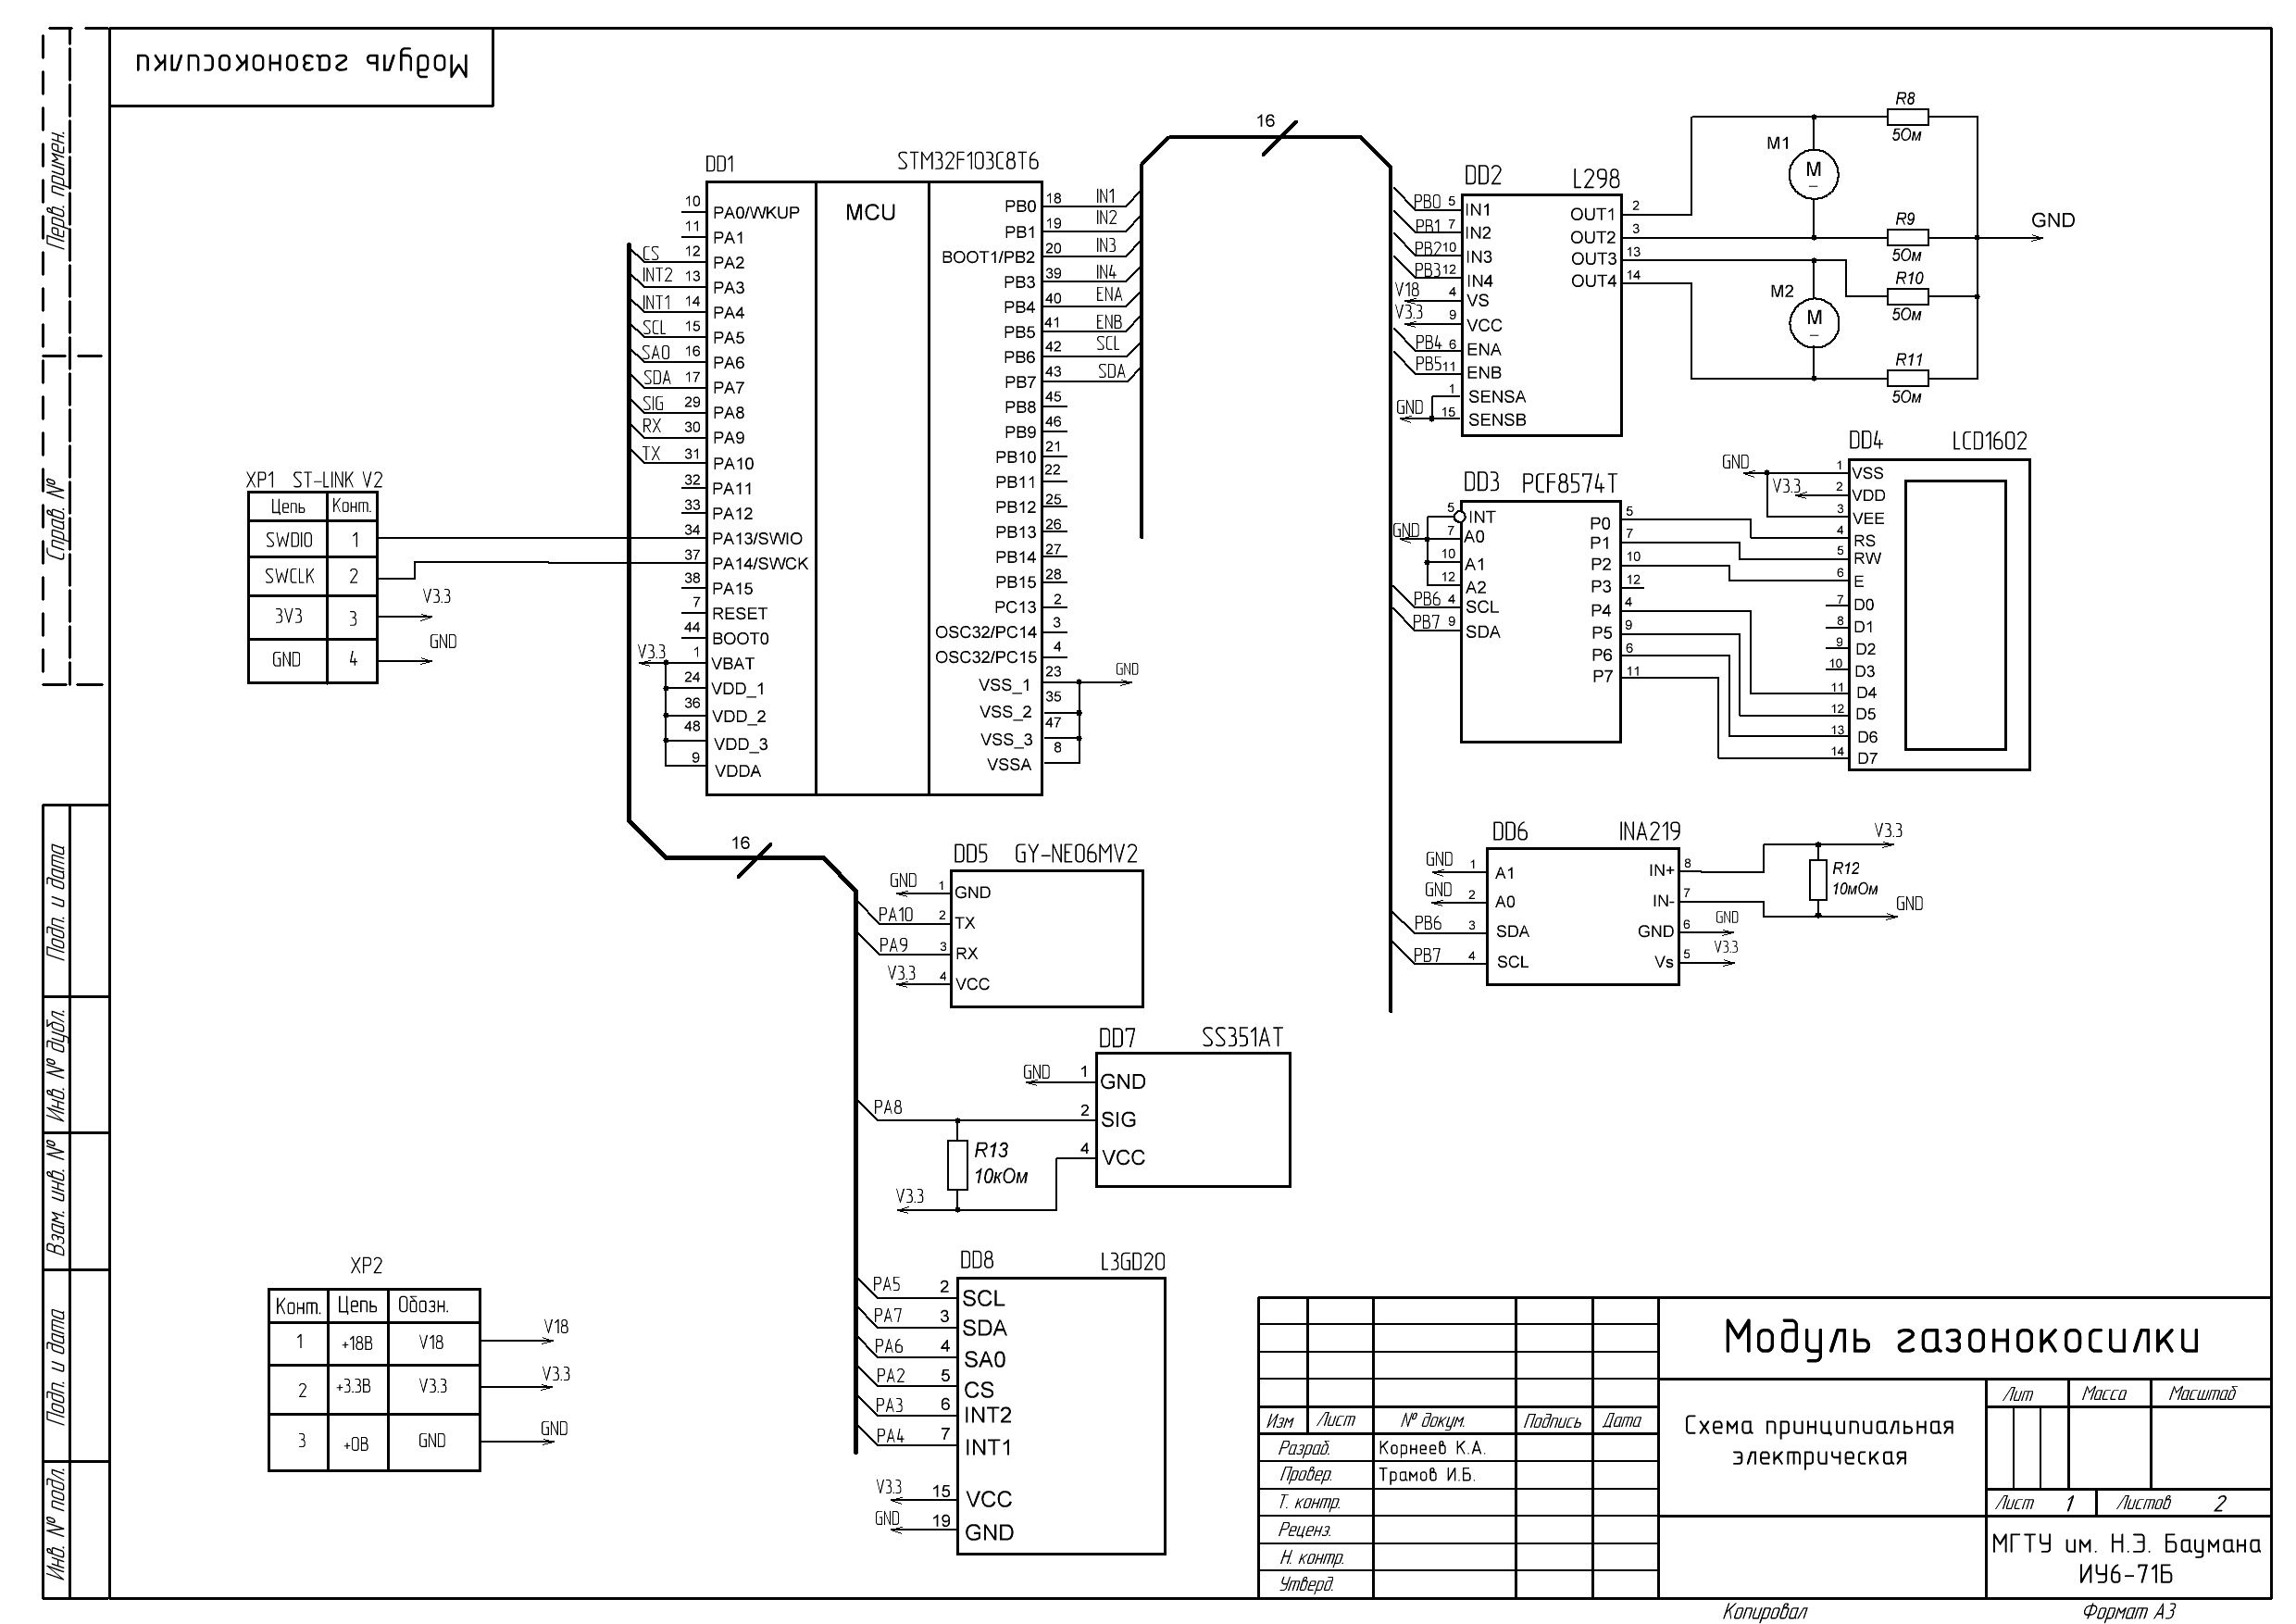 Модуль газонокосилки
Перв. примен.
Справ. №
Подп. и дата
Инв. № дубл.
Взам. инв. №
Подп. и дата
Инв. № подл.
XP1 ST-LINK V2
Цепь Конт.
SWDIO 1
SWCLK 2
3V3 3
GND 4
V3.3
GND
DD1 STM32F103C8T6
MCU
10 PA0/WKUP
11 PA1
CS 12 PA2
INT2 13 PA3
INT1 14 PA4
SCL 15 PA5
SAO 16 PA6
SDA 17 PA7
SIG 29 PA8
RX 30 PA9
TX 31 PA10
32 PA11
33 PA12
34 PA13/SWIO
37 PA14/SWCK
38 PA15
7 RESET
44 BOOT0
V3.3 1 VBAT
24 VDD_1
36 VDD_2
48 VDD_3
9 VDDA
PB0 18 IN1
PB1 19 IN2
BOOT1/PB2 20 IN3
PB3 39 IN4
PB4 40 ENA
PB5 41 ENB
PB6 42 SCL
PB7 43 SDA
PB8 45
PB9 46
PB10 21
PB11 22
PB12 25
PB13 26
PB14 27
PB15 28
PC13 2
OSC32/PC14 3
OSC32/PC15 4
VSS_1 23 GND
VSS_2 35
VSS_3 47
VSSA 8
16
16
DD2 L298
PB0 5 IN1
PB1 7 IN2
PB2 10 IN3
PB3 12 IN4
V18 4 VS
V3.3 9 VCC
PB4 6 ENA
PB5 11 ENB
1 SENSA
GND 15 SENSB
OUT1 2
OUT2 3
OUT3 13
OUT4 14
M1
M
–
M2
M
–
R8
5Ом
R9
5Ом
R10
5Ом
R11
5Ом
GND
DD3 PCF8574T
5 INT
GND 7 A0
10 A1
12 A2
PB6 4 SCL
PB7 9 SDA
P0 5
P1 7
P2 10
P3 12
P4 4
P5 9
P6 6
P7 11
DD4 LCD1602
GND 1 VSS
V3.3 2 VDD
3 VEE
4 RS
5 RW
6 E
7 D0
8 D1
9 D2
10 D3
11 D4
12 D5
13 D6
14 D7
DD6 INA219
GND 1 A1
GND 2 A0
PB6 3 SDA
PB7 4 SCL
IN+ 8
IN- 7
GND 6 GND
Vs 5 V3.3
V3.3
R12
10мОм
GND
DD5 GY-NE06MV2
GND 1 GND
PA10 2 TX
PA9 3 RX
V3.3 4 VCC
DD7 SS351AT
GND 1 GND
PA8 2 SIG
4 VCC
R13
10кОм
V3.3
DD8 L3GD20
PA5 2 SCL
PA7 3 SDA
PA6 4 SA0
PA2 5 CS
PA3 6 INT2
PA4 7 INT1
V3.3 15 VCC
GND 19 GND
XP2
Конт. Цепь Обозн.
1 +18В V18 V18
2 +3.3В V3.3 V3.3
3 +0В GND GND
Модуль газонокосилки
Схема принципиальная
электрическая
Лит Масса Масштаб
Изм Лист № докум. Подпись Дата
Разраб. Корнеев К.А.
Провер. Трамов И.Б.
Т. контр.
Реценз.
Н. контр.
Утверд.
Лист 1 Листов 2
МГТУ им. Н.Э. Баумана
ИУ6-71Б
Копировал Формат А3